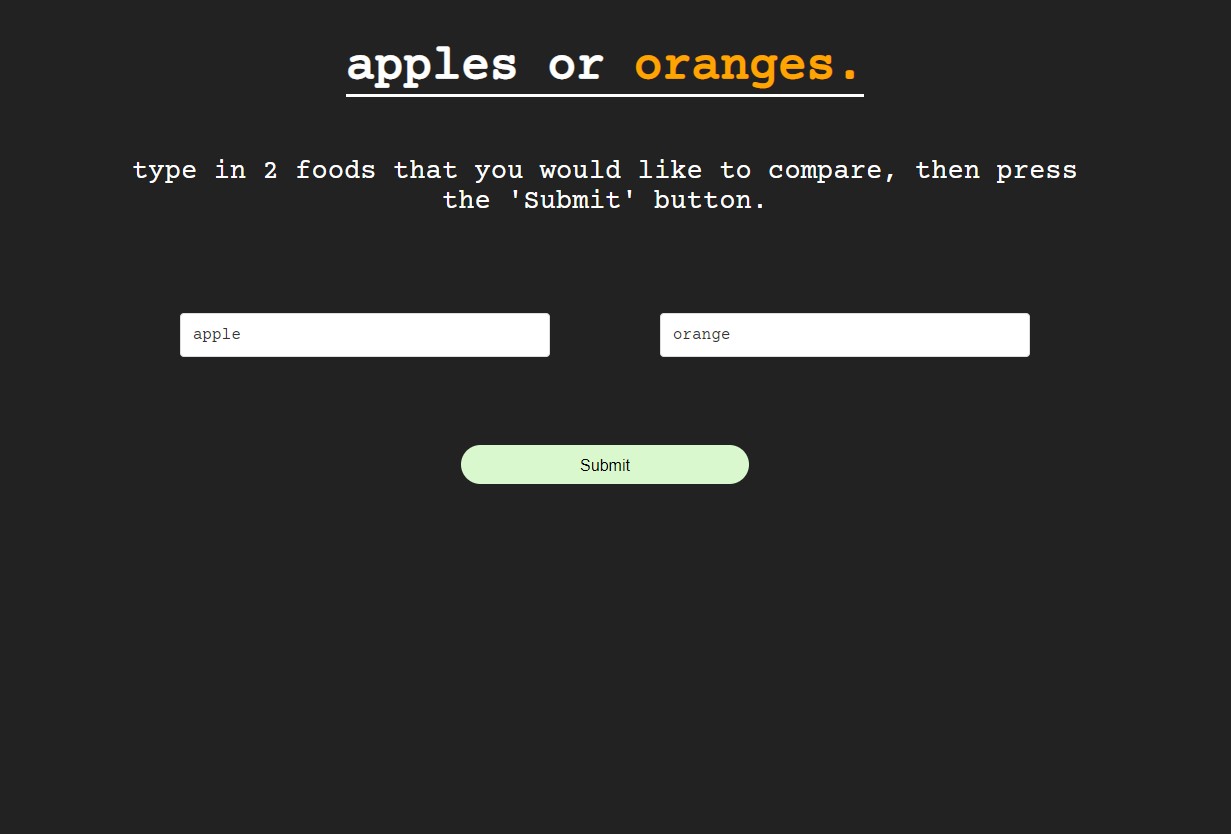 apples or oranges.
type in 2 foods that you would like to compare, then press
the 'Submit' button.
apple
orange
Submit